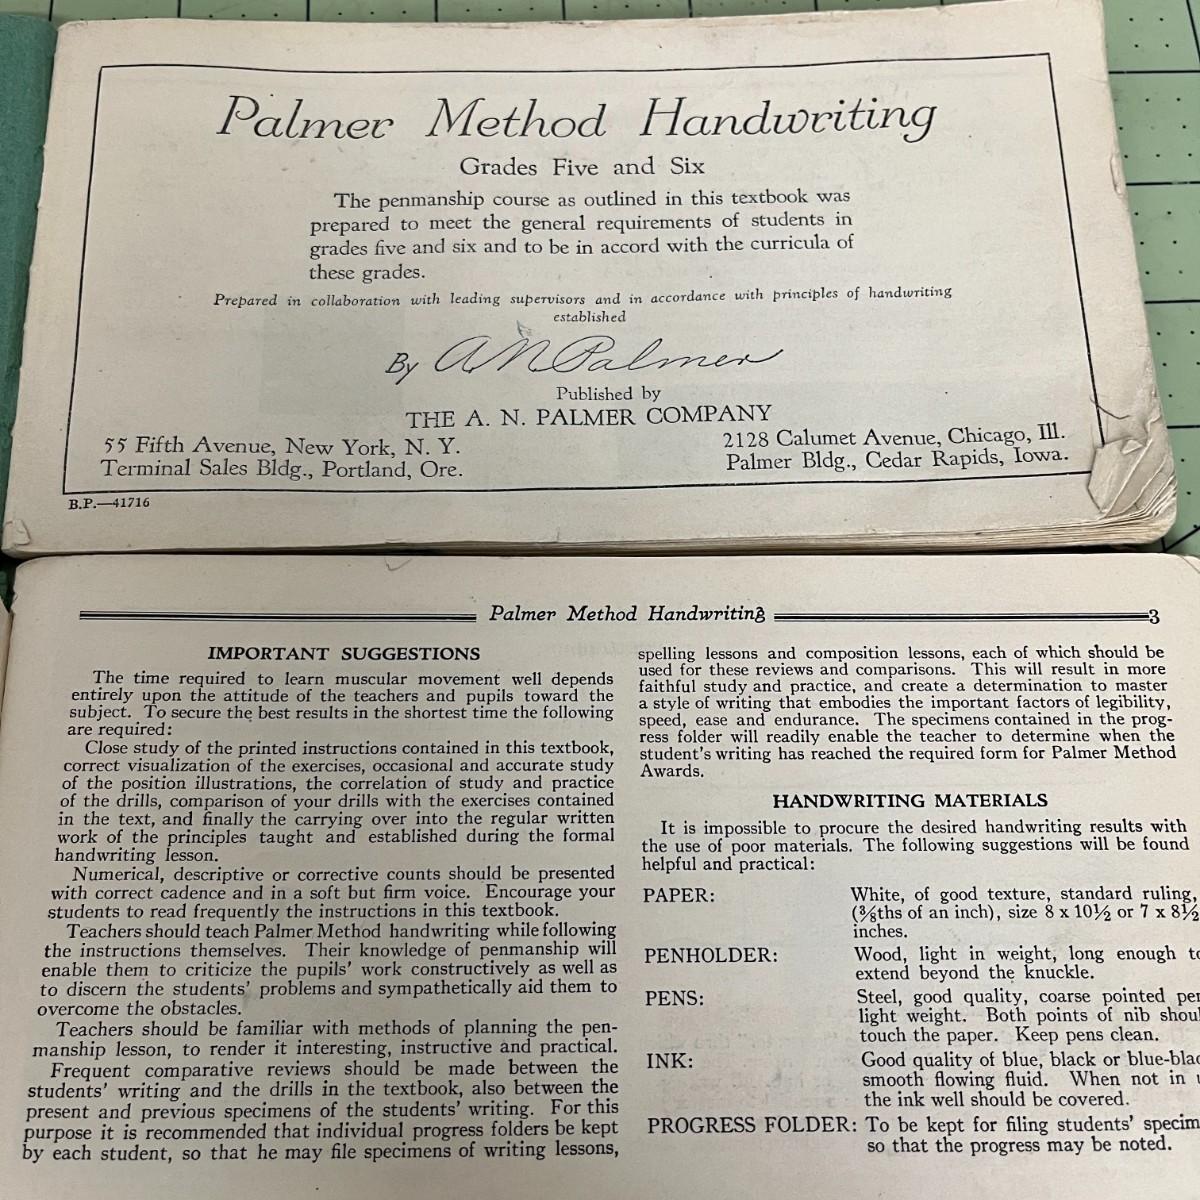 Palmer Method Handwriting
Grades Five and Six
The penmanship course as outlined in this textbook was
prepared to meet the general requirements of students in
grades five and six and to be in accord with the curricula of
these grades.
Prepared in collaboration with leading supervisors and in accordance with principles of handwriting
established
By A. N. Palmer
Published by
THE A. N. PALMER COMPANY
55 Fifth Avenue, New York, N. Y.
Terminal Sales Bldg., Portland, Ore.
2128 Calumet Avenue, Chicago, Ill.
Palmer Bldg., Cedar Rapids, Iowa.
B.P.—41716
Palmer Method Handwriting 3
IMPORTANT SUGGESTIONS
The time required to learn muscular movement well depends
entirely upon the attitude of the teachers and pupils toward the
subject. To secure the best results in the shortest time the following
are required:
Close study of the printed instructions contained in this textbook,
correct visualization of the exercises, occasional and accurate study
of the position illustrations, the correlation of study and practice
of the drills, comparison of your drills with the exercises contained
in the text, and finally the carrying over into the regular written
work of the principles taught and established during the formal
handwriting lesson.
Numerical, descriptive or corrective counts should be presented
with correct cadence and in a soft but firm voice. Encourage your
students to read frequently the instructions in this textbook.
Teachers should teach Palmer Method handwriting while following
the instructions themselves. Their knowledge of penmanship will
enable them to criticize the pupils' work constructively as well as
to discern the students' problems and sympathetically aid them to
overcome the obstacles.
Teachers should be familiar with methods of planning the pen-
manship lesson, to render it interesting, instructive and practical.
Frequent comparative reviews should be made between the
students' writing and the drills in the textbook, also between the
present and previous specimens of the students' writing. For this
purpose it is recommended that individual progress folders be kept
by each student, so that he may file specimens of writing lessons,
spelling lessons and composition lessons, each of which should be
used for these reviews and comparisons. This will result in more
faithful study and practice, and create a determination to master
a style of writing that embodies the important factors of legibility,
speed, ease and endurance. The specimens contained in the prog-
ress folder will readily enable the teacher to determine when the
student's writing has reached the required form for Palmer Method
Awards.
HANDWRITING MATERIALS
It is impossible to procure the desired handwriting results with
the use of poor materials. The following suggestions will be found
helpful and practical:
PAPER: White, of good texture, standard ruling,
(3/8ths of an inch), size 8 x 10½ or 7 x 8½
inches.
PENHOLDER: Wood, light in weight, long enough to
extend beyond the knuckle.
PENS: Steel, good quality, coarse pointed pen
light weight. Both points of nib shoul
touch the paper. Keep pens clean.
INK: Good quality of blue, black or blue-blac
smooth flowing fluid. When not in u
the ink well should be covered.
PROGRESS FOLDER: To be kept for filing students' specim
so that the progress may be noted.